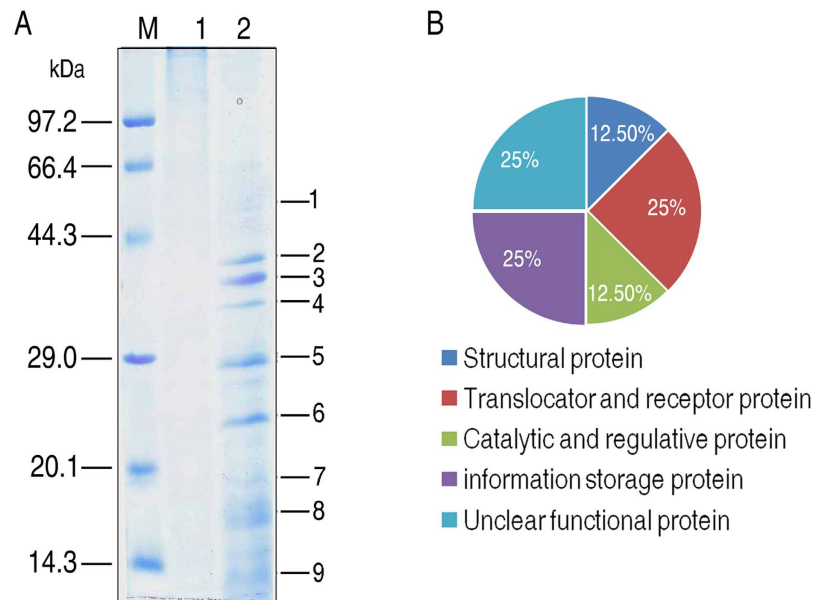 A
B
M 1 2
kDa
97.2
66.4
44.3
29.0
20.1
14.3
1
2
3
4
5
6
7
8
9
12.50%
25%
12.50%
25%
25%
Structural protein
Translocator and receptor protein
Catalytic and regulative protein
information storage protein
Unclear functional protein